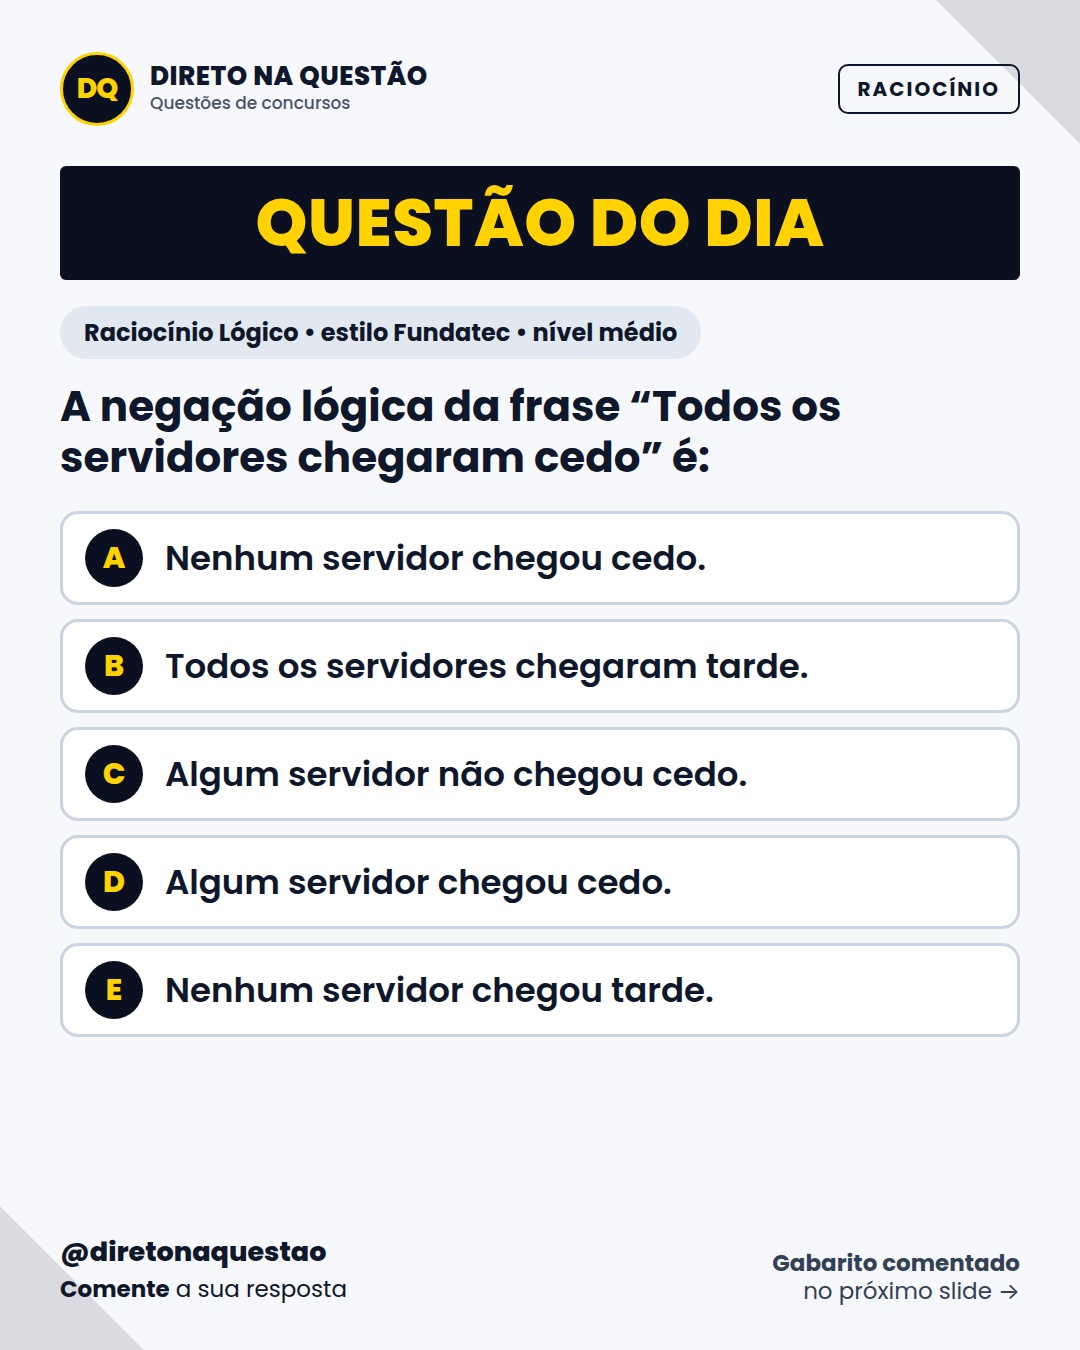 DQ
DIRETO NA QUESTÃO
Questões de concursos
RACIOCÍNIO
QUESTÃO DO DIA
Raciocínio Lógico • estilo Fundatec • nível médio
A negação lógica da frase “Todos os
servidores chegaram cedo” é:
A Nenhum servidor chegou cedo.
B Todos os servidores chegaram tarde.
C Algum servidor não chegou cedo.
D Algum servidor chegou cedo.
E Nenhum servidor chegou tarde.
@diretonaquestao
Comente a sua resposta
Gabarito comentado
no próximo slide →